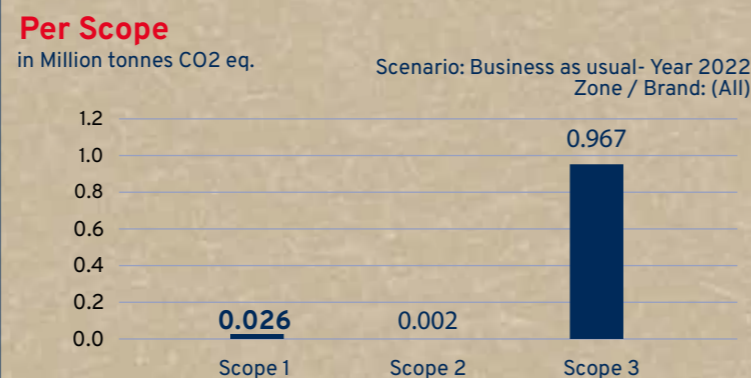 Per Scope
in Million tonnes CO2 eq.
Scenario: Business as usual- Year 2022
Zone / Brand: (All)
1.2
1.0
0.8
0.6
0.4
0.2
0.0
0.026
0.002
0.967
Scope 1
Scope 2
Scope 3